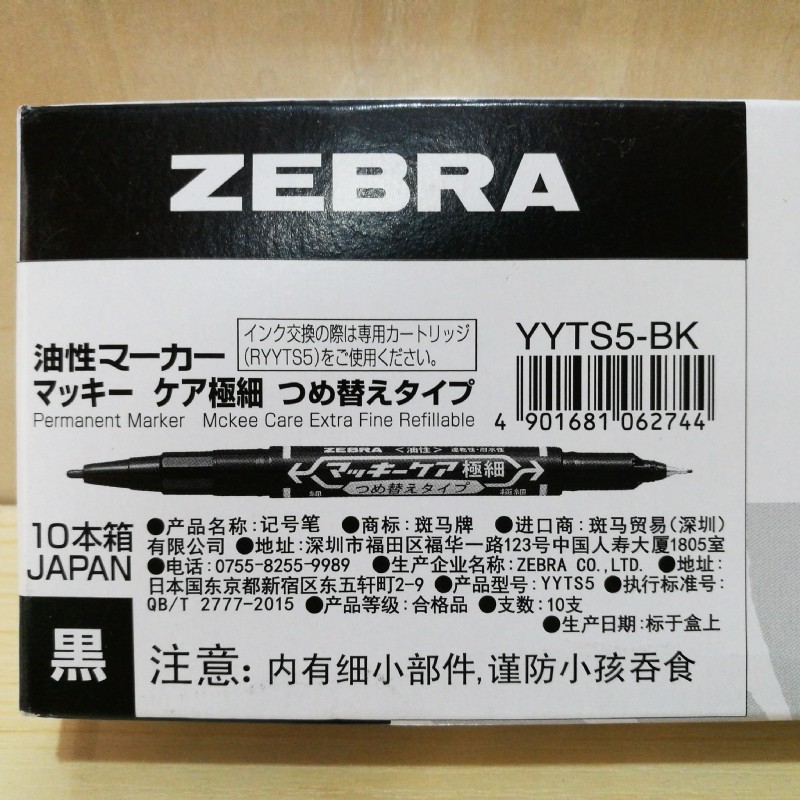 ZEBRA
インク交換の際は専用カートリッジ
(RYYTS5)をご使用ください。
YYTS5-BK
油性マーカー
マッキー ケア極細 つめ替えタイプ
Permanent Marker Mckee Care Extra Fine Refillable
4 901681 062744
ZEBRA <油性> 速乾性・耐水性
マッキーケア極細
つめ替えタイプ
細 極細
10本箱
JAPAN
●产品名称:记号笔 ●商标:斑马牌 ●进口商:斑马贸易(深圳)
有限公司 ●地址:深圳市福田区福华一路123号中国人寿大厦1805室
●电话:0755-8255-9989 ●生产企业名称:ZEBRA CO.,LTD. ●地址:
日本国东京都新宿区东五轩町2-9 ●产品型号:YYTS5 ●执行标准号:
QB/T 2777-2015 ●产品等级:合格品 ●支数:10支
●生产日期:标于盒上
黒
注意:内有细小部件,谨防小孩吞食